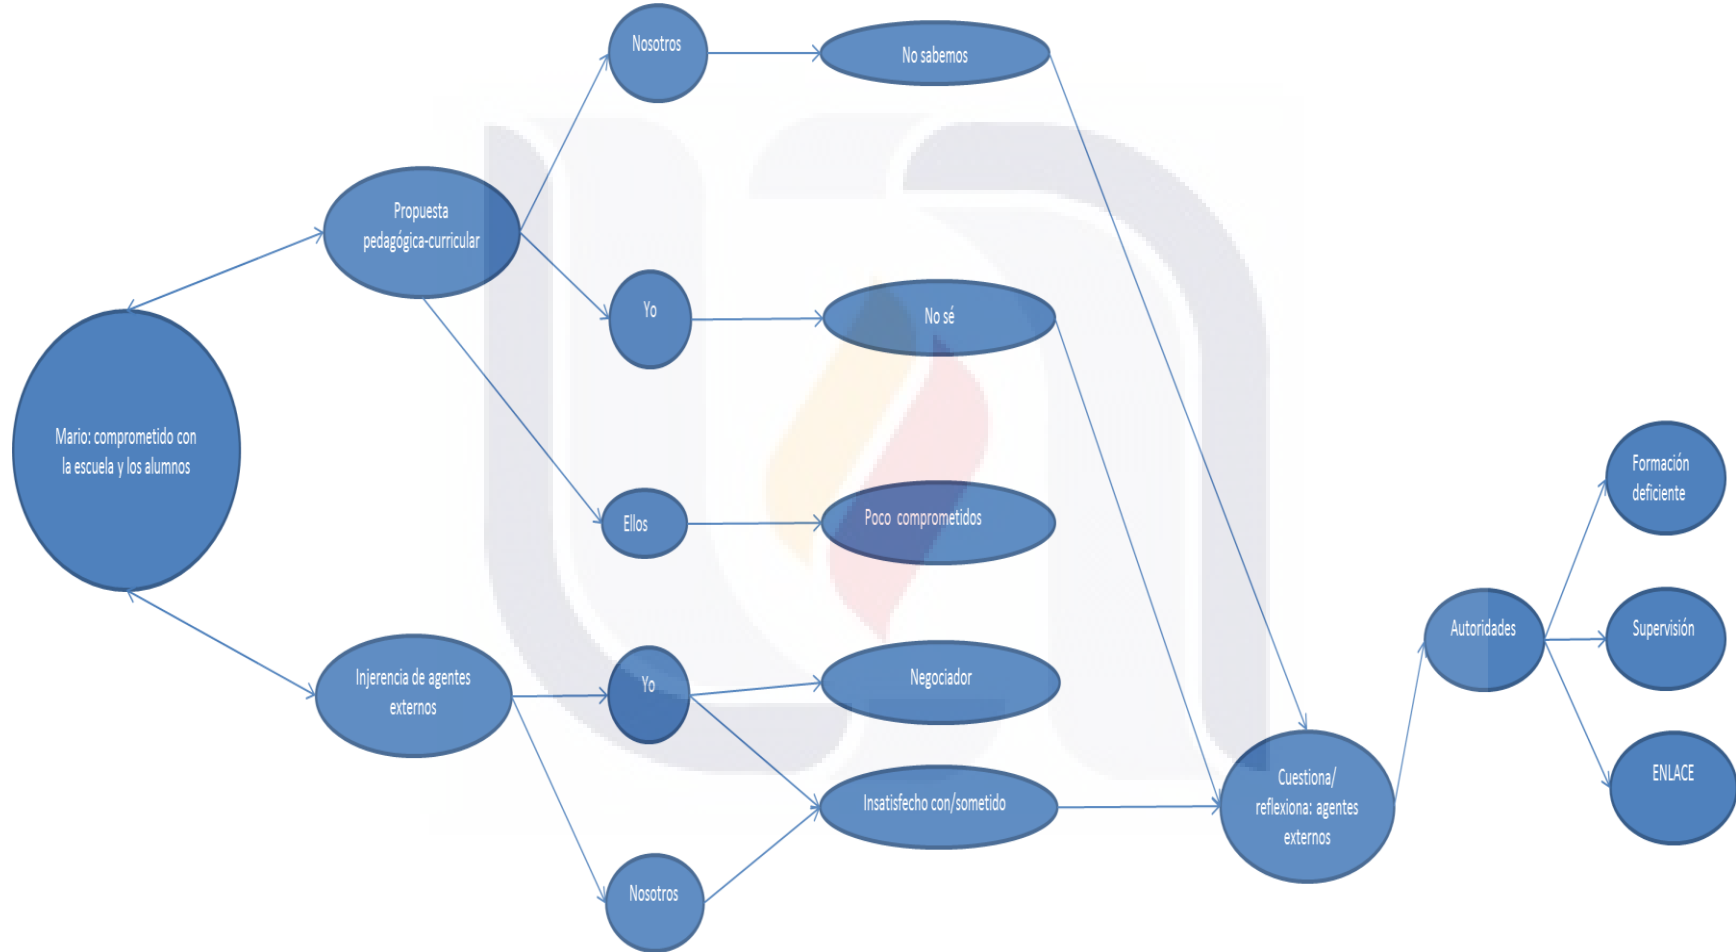 Nosotros
No sabemos
Propuesta
pedagógica-curricular
Yo
No sé
Mario: comprometido con
la escuela y los alumnos
Ellos
Poco comprometidos
Formación
deficiente
Autoridades
Supervisión
Injerencia de agentes
externos
Yo
Negociador
Insatisfecho con/sometido
Cuestiona/
reflexiona: agentes
externos
ENLACE
Nosotros